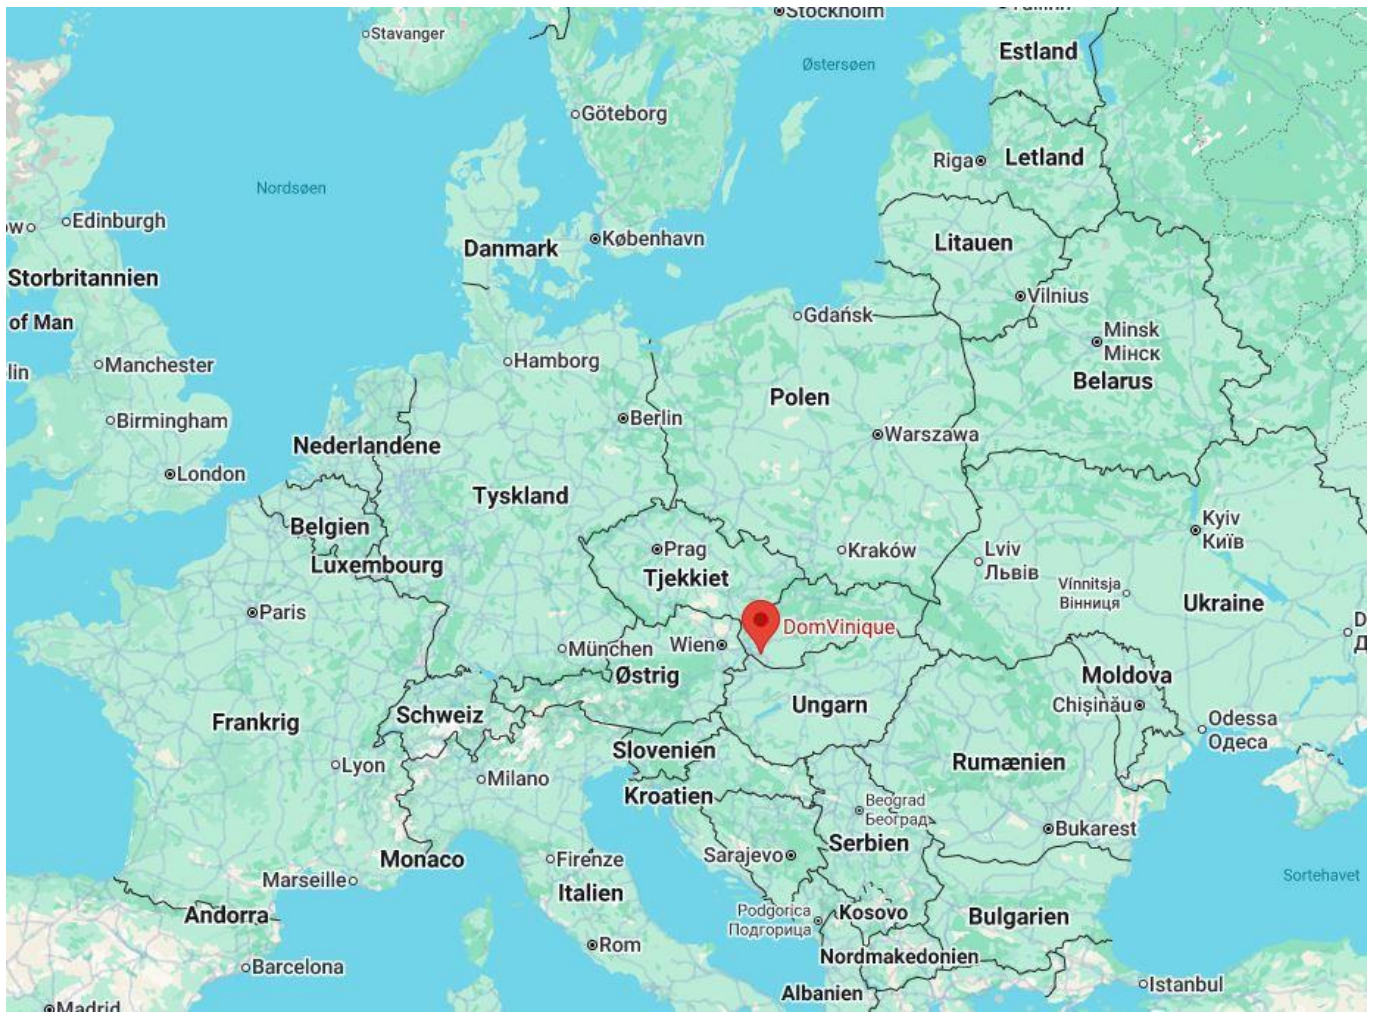 Stockholm
Stavanger
Estland
Østersøen
Göteborg
Riga
Letland
Nordsøen
Edinburgh
København
Danmark
Litauen
Storbritannien
Vilnius
of Man
Gdańsk
Minsk
Мінск
Manchester
lin
Hamborg
Belarus
Polen
Birmingham
Berlin
Warszawa
Nederlandene
London
Tyskland
Belgien
Kyiv
Київ
Prag
Kraków
Lviv
Львів
Luxembourg
Tjekkiet
Vinnitsja
Вінниця
Ukraine
Paris
DomVinique
München
Wien
Østrig
Moldova
Chișinău
Ungarn
Schweiz
Frankrig
Odessa
Одеса
Slovenien
Rumænien
Lyon
Milano
Kroatien
Beograd
Београд
Bukarest
Serbien
Sarajevo
Monaco
Firenze
Marseille
Italien
Sortehavet
Andorra
Podgorica
Подгорица
Kosovo
Bulgarien
Rom
Nordmakedonien
Barcelona
Istanbul
Albanien
Madrid